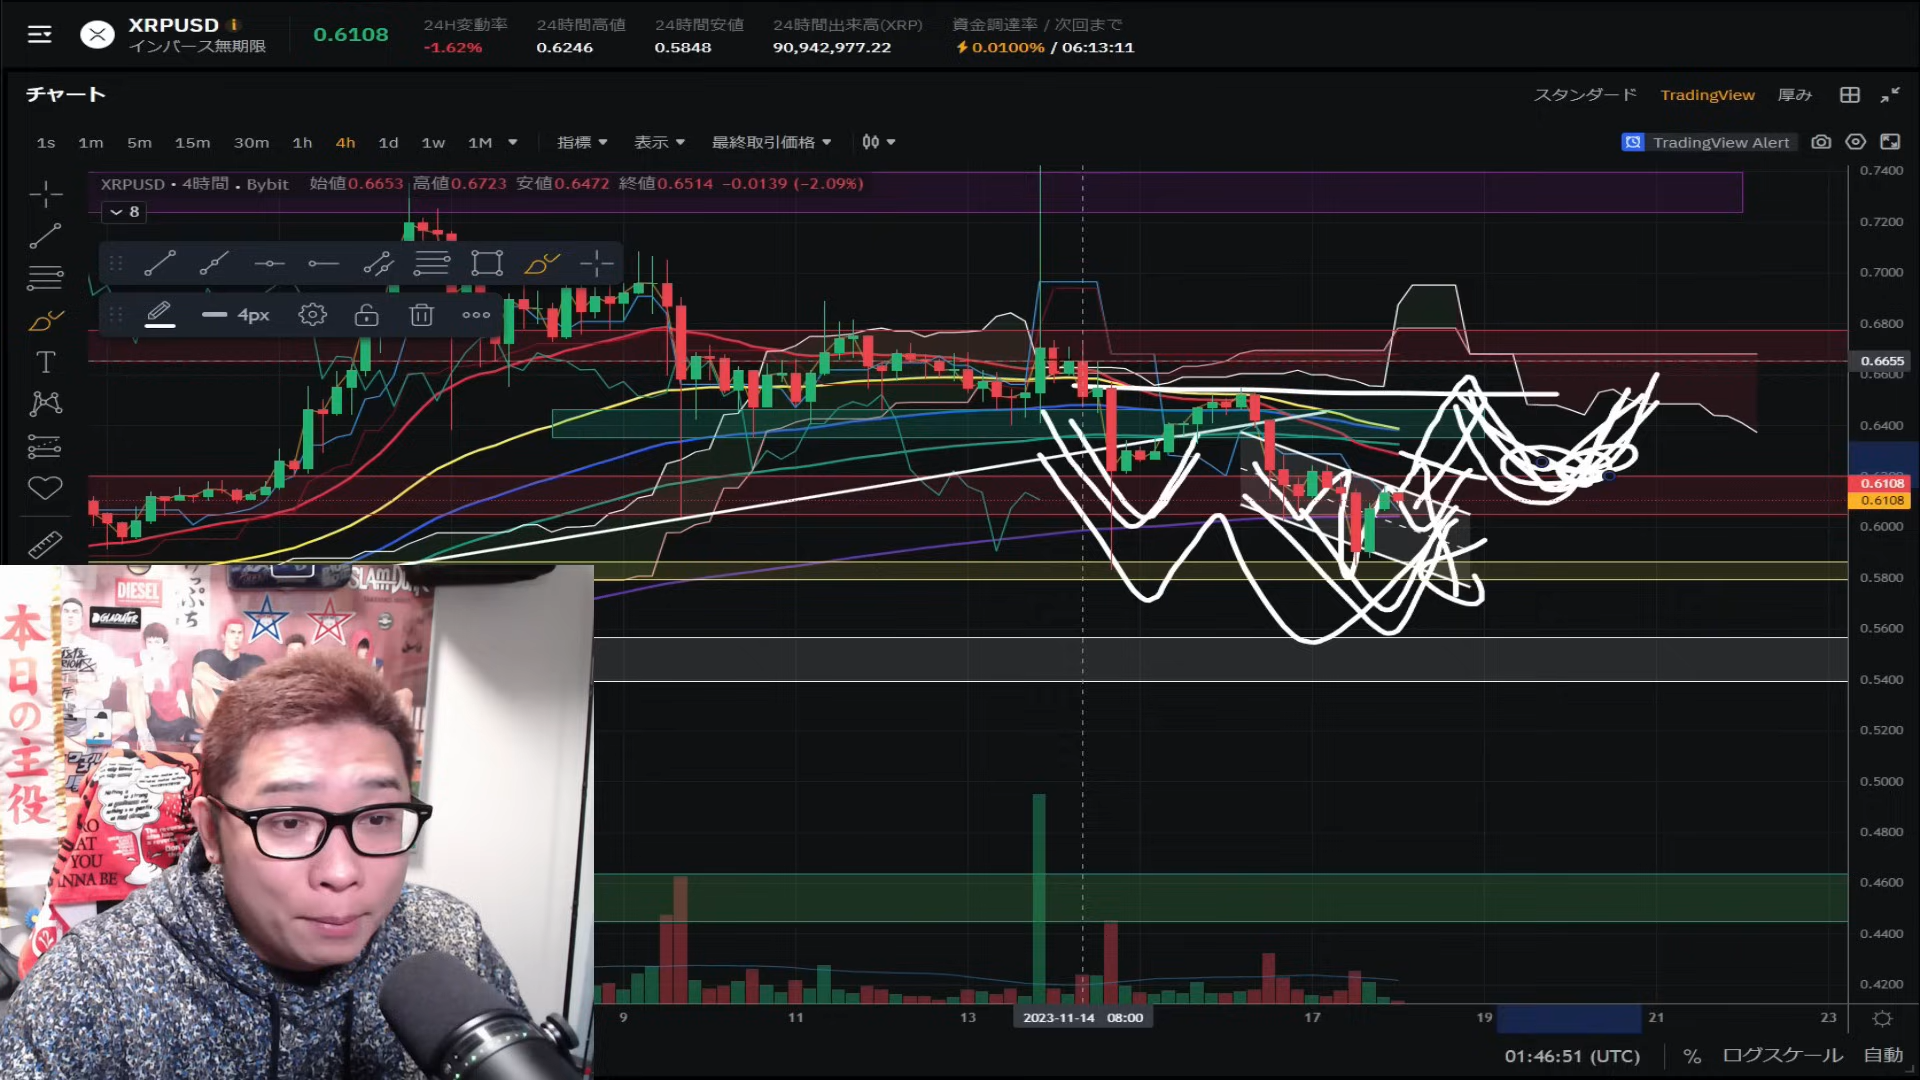 XRPUSD
インバース無期限
0.6108
24H変動率
-1.62%
24時間高値
0.6246
24時間安値
0.5848
24時間出来高(XRP)
90,942,977.22
資金調達率 / 次回まで
0.0100% / 06:13:11
チャート
スタンダード TradingView 厚み
1s 1m 5m 15m 30m 1h 4h 1d 1w 1M 指標 表示 最終取引価格
TradingView Alert
XRPUSD・4時間 . Bybit 始値0.6653 高値0.6723 安値0.6472 終値0.6514 -0.0139 (-2.09%)
8
4px
T
0.7400
0.7200
0.7000
0.6800
0.6655
0.6600
0.6400
0.6108
0.6108
0.6000
0.5800
0.5600
0.5400
0.5200
0.5000
0.4800
0.4600
0.4400
0.4200
本日の主役
DIESEL
SLAM DUNK
YOU
ANNA BE
12
9 11 13 2023-11-14 08:00 17 19 21 23
01:46:51 (UTC) % ログスケール 自動